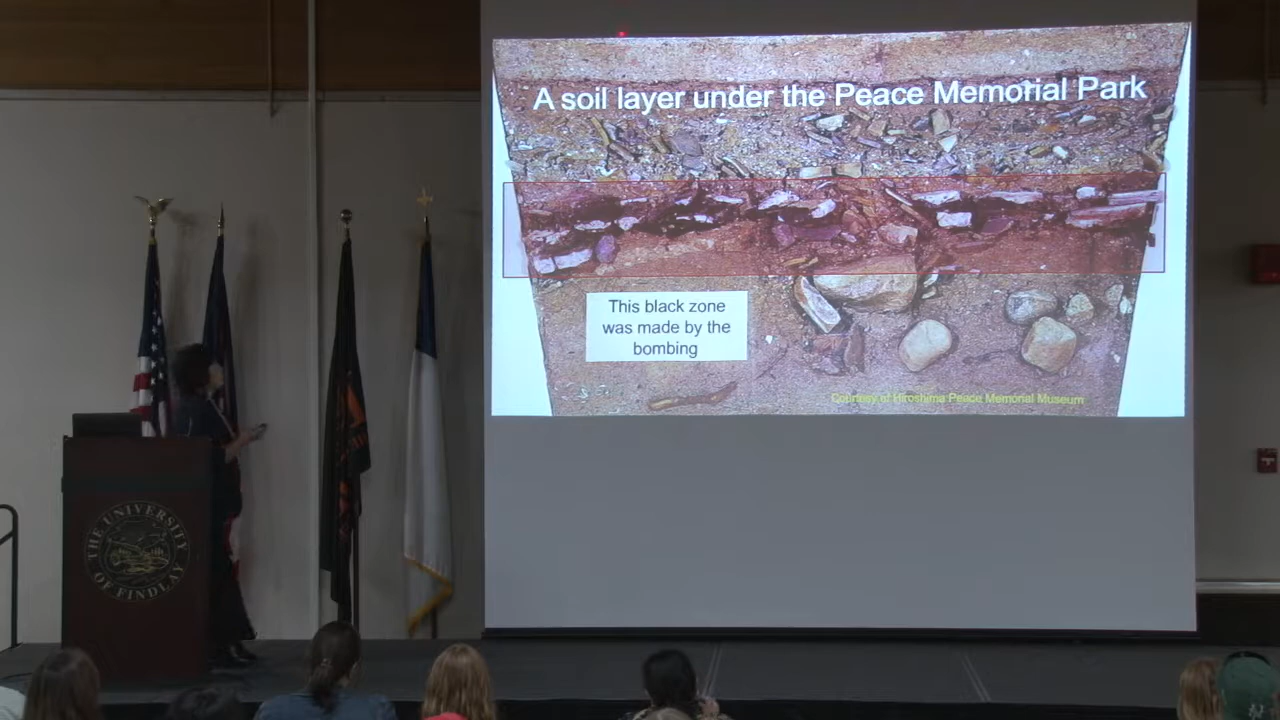 A soil layer under the Peace Memorial Park
This black zone
was made by the
bombing
Courtesy of Hiroshima Peace Memorial Museum
THE UNIVERSITY
OF FINDLAY